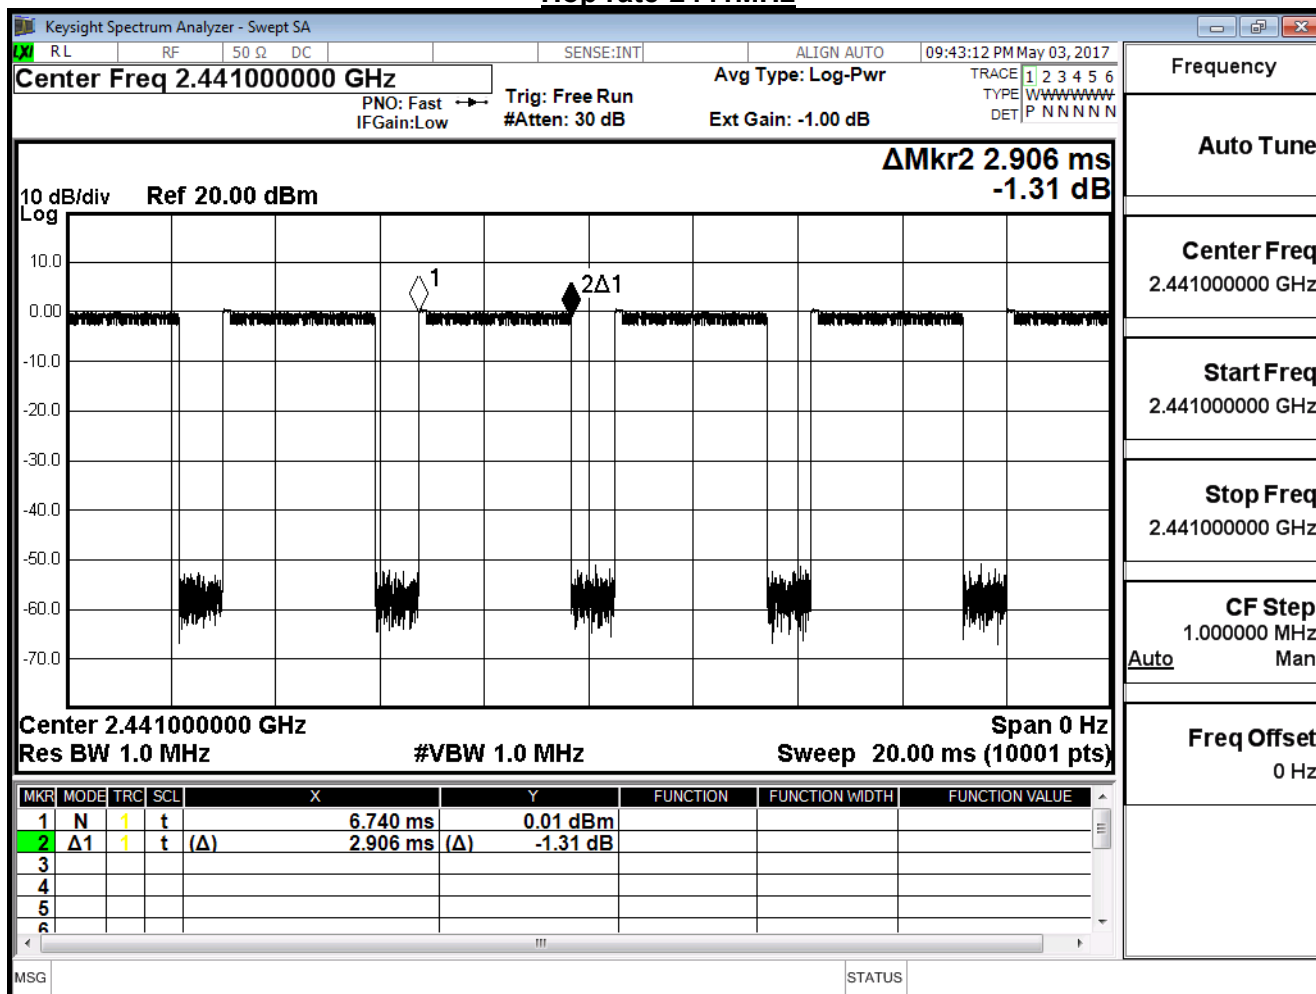 Hop rate 2441MHz
Keysight Spectrum Analyzer - Swept SA
LXI RL RF 50 Ω DC SENSE:INT ALIGN AUTO 09:43:12 PM May 03, 2017
Center Freq 2.441000000 GHz
PNO: Fast
IFGain:Low
Trig: Free Run
#Atten: 30 dB
Avg Type: Log-Pwr
Ext Gain: -1.00 dB
TRACE 1 2 3 4 5 6
TYPE WWWWWW
DET P N N N N N
ΔMkr2 2.906 ms
-1.31 dB
10 dB/div Ref 20.00 dBm
Log
10.0
0.00
-10.0
-20.0
-30.0
-40.0
-50.0
-60.0
-70.0
1
2Δ1
Center 2.441000000 GHz Span 0 Hz
Res BW 1.0 MHz #VBW 1.0 MHz Sweep 20.00 ms (10001 pts)
MKR MODE TRC SCL X Y FUNCTION FUNCTION WIDTH FUNCTION VALUE
1 N 1 t 6.740 ms 0.01 dBm
2 Δ1 1 t (Δ) 2.906 ms (Δ) -1.31 dB
3
4
5
6
MSG STATUS
Frequency
Auto Tune
Center Freq
2.441000000 GHz
Start Freq
2.441000000 GHz
Stop Freq
2.441000000 GHz
CF Step
1.000000 MHz
Auto Man
Freq Offset
0 Hz